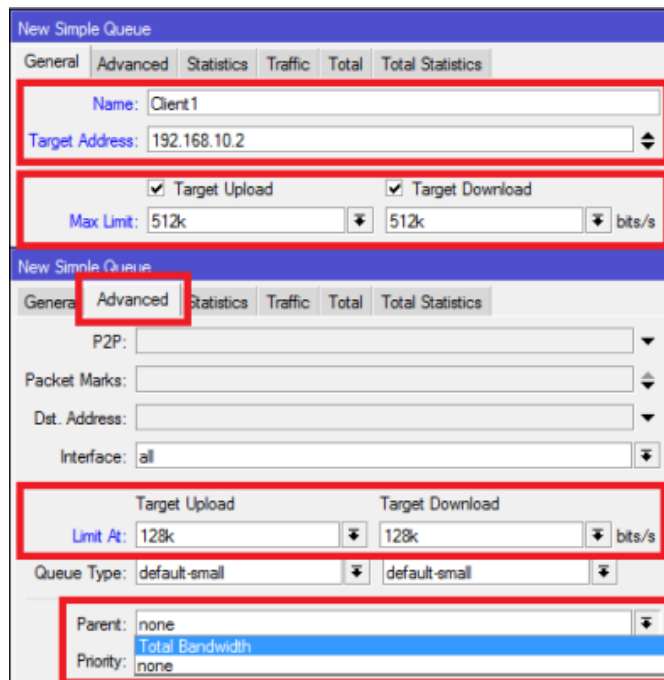 New Simple Queue
General Advanced Statistics Traffic Total Total Statistics
Name: Client1
Target Address: 192.168.10.2
Target Upload Target Download
Max Limit: 512k 512k bits/s
New Simple Queue
General Advanced Statistics Traffic Total Total Statistics
P2P:
Packet Marks:
Dst. Address:
Interface: all
Target Upload Target Download
Limit At: 128k 128k bits/s
Queue Type: default-small default-small
Parent: none
Total Bandwidth
Priority: none